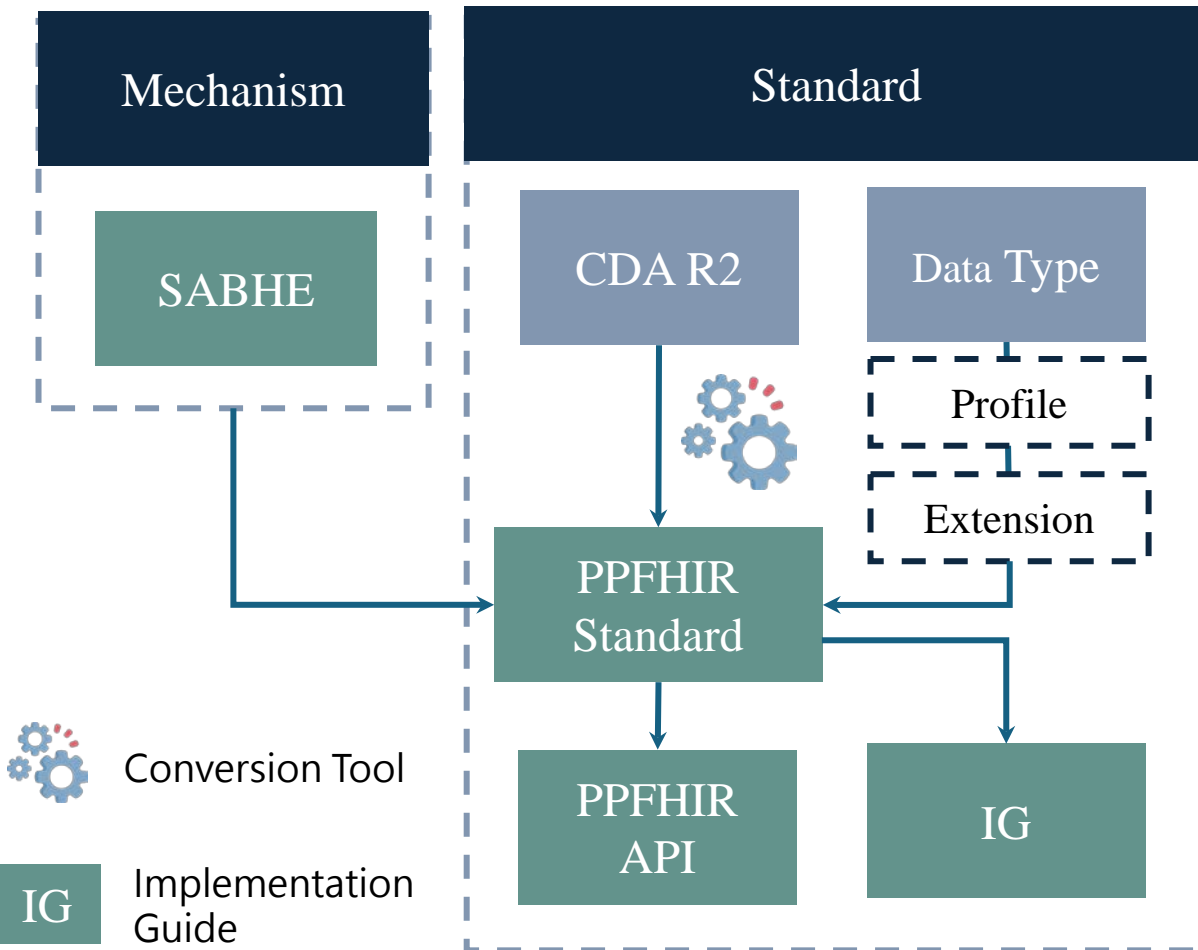 Mechanism
Standard
SABHE
CDA R2
Data Type
Profile
Extension
PPFHIR
Standard
PPFHIR
API
IG
Conversion Tool
IG
Implementation
Guide